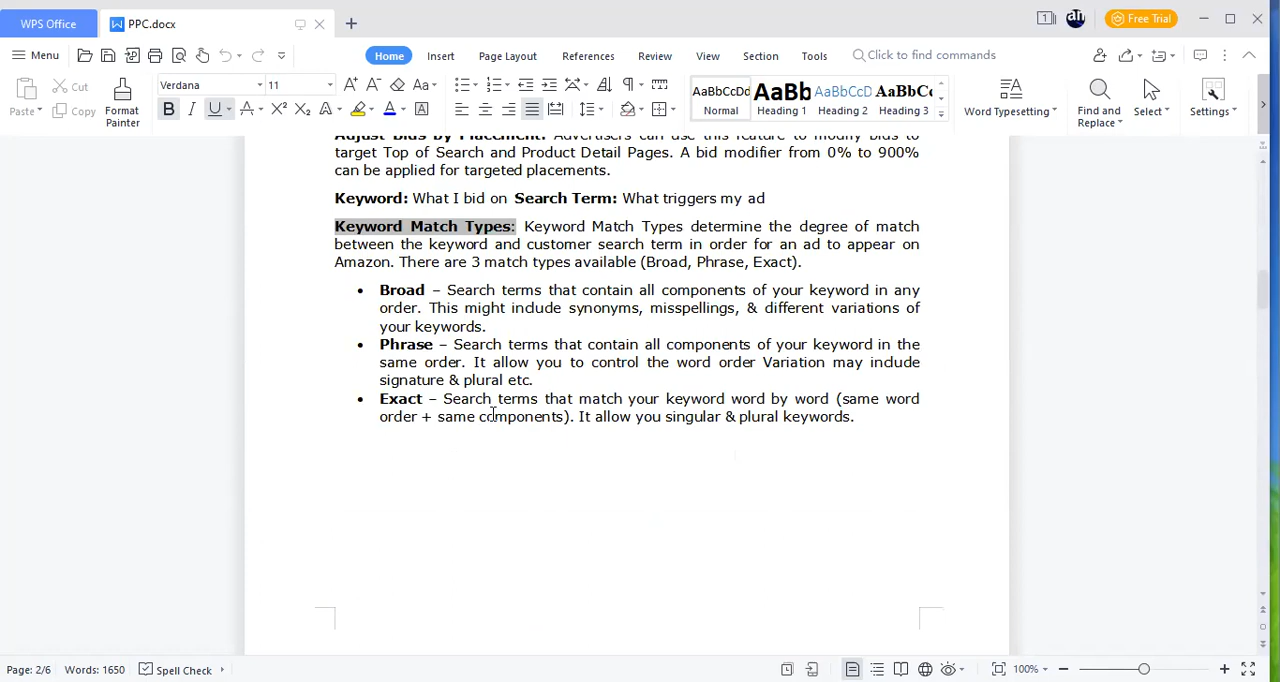 WPS Office
PPC.docx
Free Trial
Menu
Home
Insert
Page Layout
References
Review
View
Section
Tools
Click to find commands
Paste
Cut
Copy
Format Painter
Verdana
11
AaBbCcDd
Normal
AaBb
Heading 1
AaBbCcD
Heading 2
AaBbC
Heading 3
Word Typesetting
Find and Replace
Select
Settings
Adjust Bids by Placement: Advertisers can use this feature to modify bids to
target Top of Search and Product Detail Pages. A bid modifier from 0% to 900%
can be applied for targeted placements.
Keyword: What I bid on Search Term: What triggers my ad
Keyword Match Types: Keyword Match Types determine the degree of match
between the keyword and customer search term in order for an ad to appear on
Amazon. There are 3 match types available (Broad, Phrase, Exact).
• Broad – Search terms that contain all components of your keyword in any
order. This might include synonyms, misspellings, & different variations of
your keywords.
• Phrase – Search terms that contain all components of your keyword in the
same order. It allow you to control the word order Variation may include
signature & plural etc.
• Exact – Search terms that match your keyword word by word (same word
order + same components). It allow you singular & plural keywords.
Page: 2/6
Words: 1650
Spell Check
100%